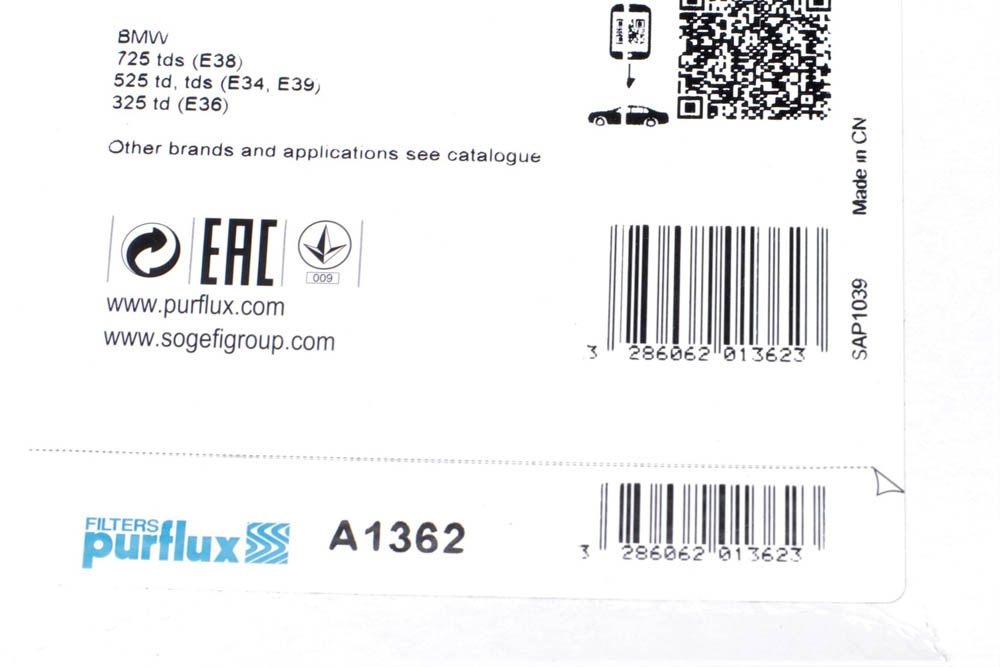 BMW
725 tds (E38)
525 td, tds (E34, E39)
325 td (E36)
Other brands and applications see catalogue
Made in CN
SAP1039
EAC
009
www.purflux.com
www.sogefigroup.com
3 286062 013623
FILTERS
purflux
A1362
3 286062 013623